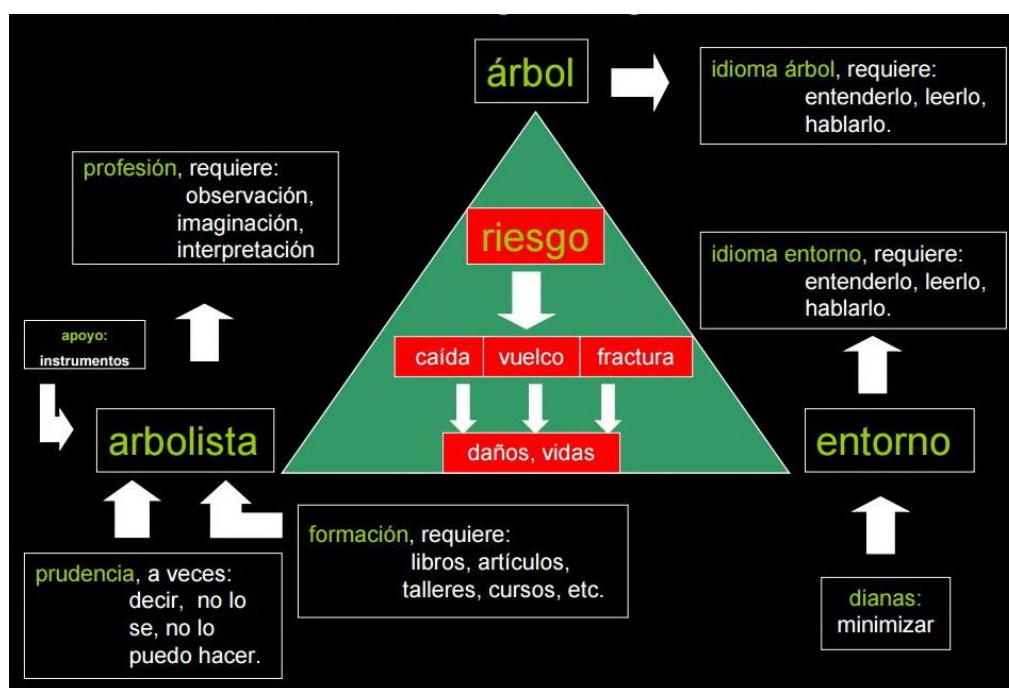 árbol
idioma árbol, requiere:
entenderlo, leerlo,
hablarlo.
profesión, requiere:
observación,
imaginación,
interpretación
riesgo
idioma entorno, requiere:
entenderlo, leerlo,
hablarlo.
apoyo:
instrumentos
caída vuelco fractura
arbolista
daños, vidas
entorno
formación, requiere:
libros, artículos,
talleres, cursos, etc.
prudencia, a veces:
decir, no lo
se, no lo
puedo hacer.
dianas:
minimizar